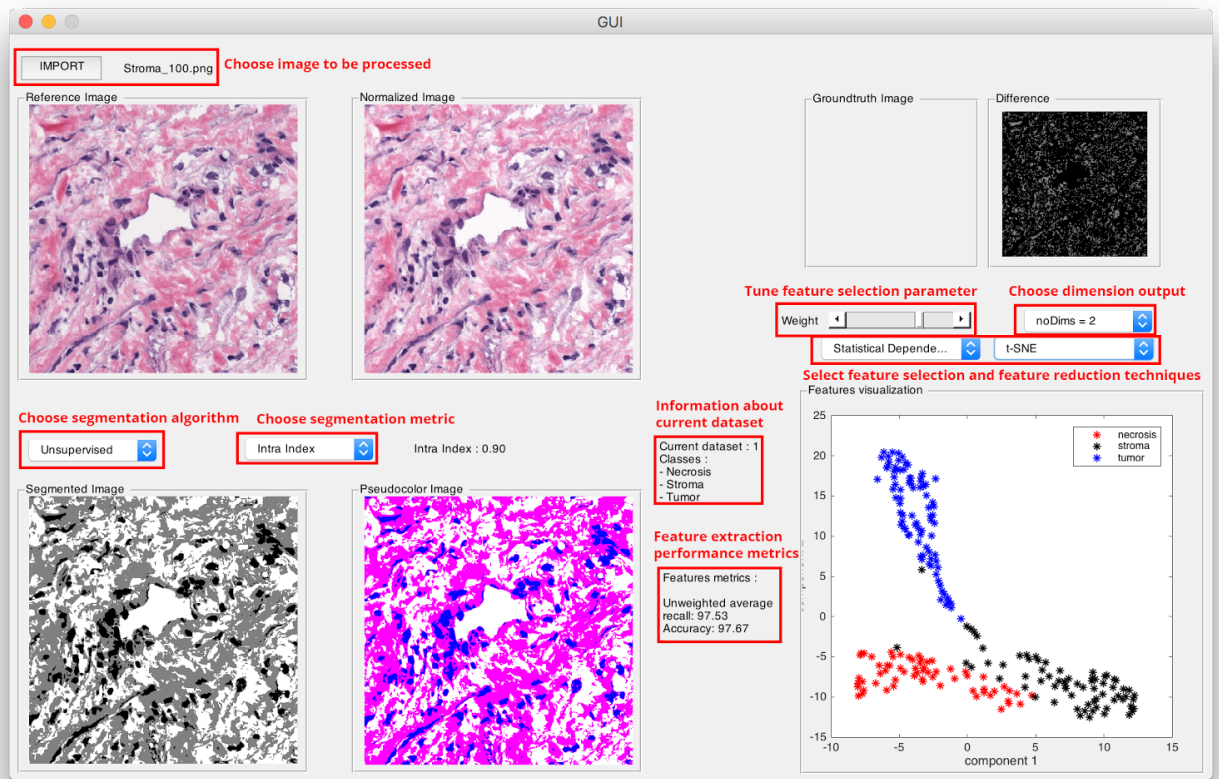 GUI
IMPORT
Stroma_100.png
Choose image to be processed
Reference Image
Normalized Image
Groundtruth Image
Difference
Tune feature selection parameter
Choose dimension output
Weight
noDims = 2
Statistical Depende...
t-SNE
Select feature selection and feature reduction techniques
Choose segmentation algorithm
Choose segmentation metric
Unsupervised
Intra Index
Intra Index : 0.90
Information about
current dataset
Current dataset : 1
Classes :
- Necrosis
- Stroma
- Tumor
Feature extraction
performance metrics
Features metrics :
Unweighted average
recall: 97.53
Accuracy: 97.67
Segmented Image
Pseudocolor Image
Features visualization
25
20
15
10
5
0
-5
-10
-15
necrosis
stroma
tumor
-10
-5
0
5
10
15
component 1